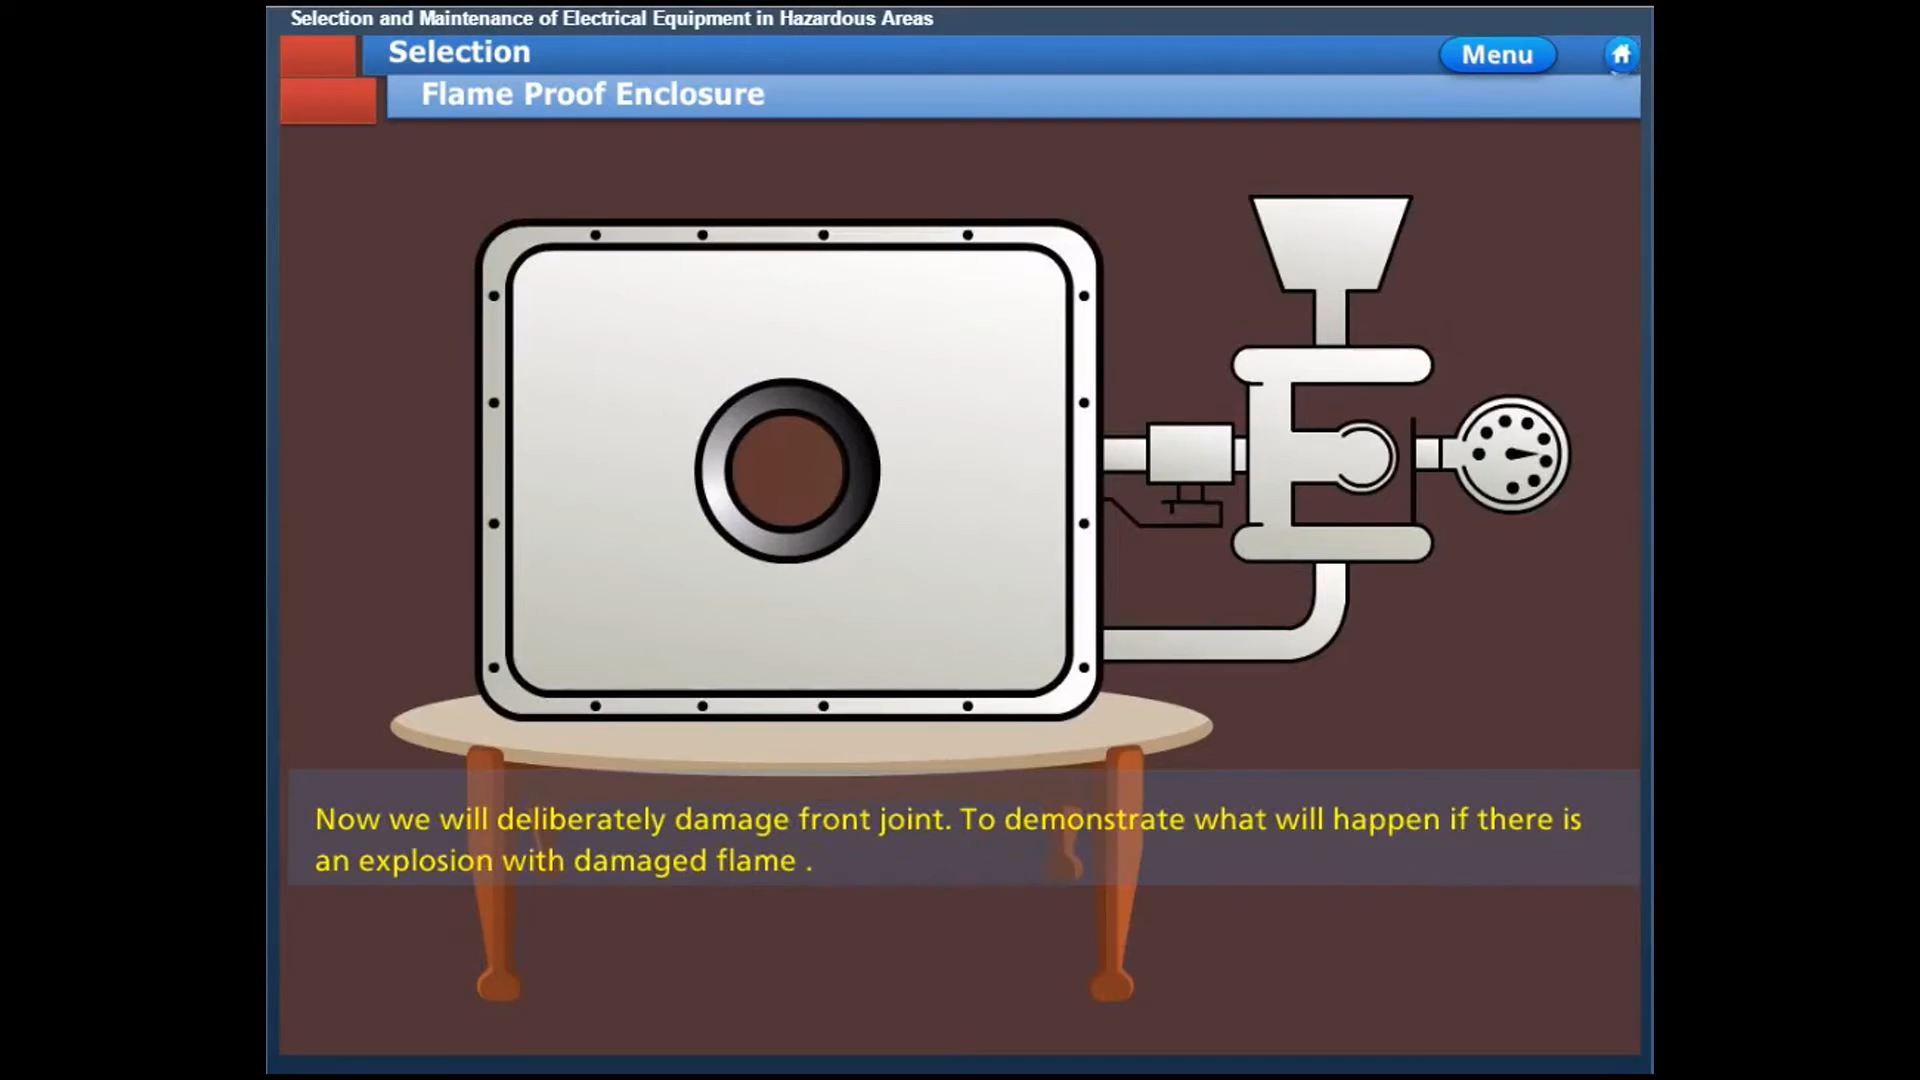 Selection and Maintenance of Electrical Equipment in Hazardous Areas
Selection
Menu
Flame Proof Enclosure
Now we will deliberately damage front joint. To demonstrate what will happen if there is
an explosion with damaged flame .